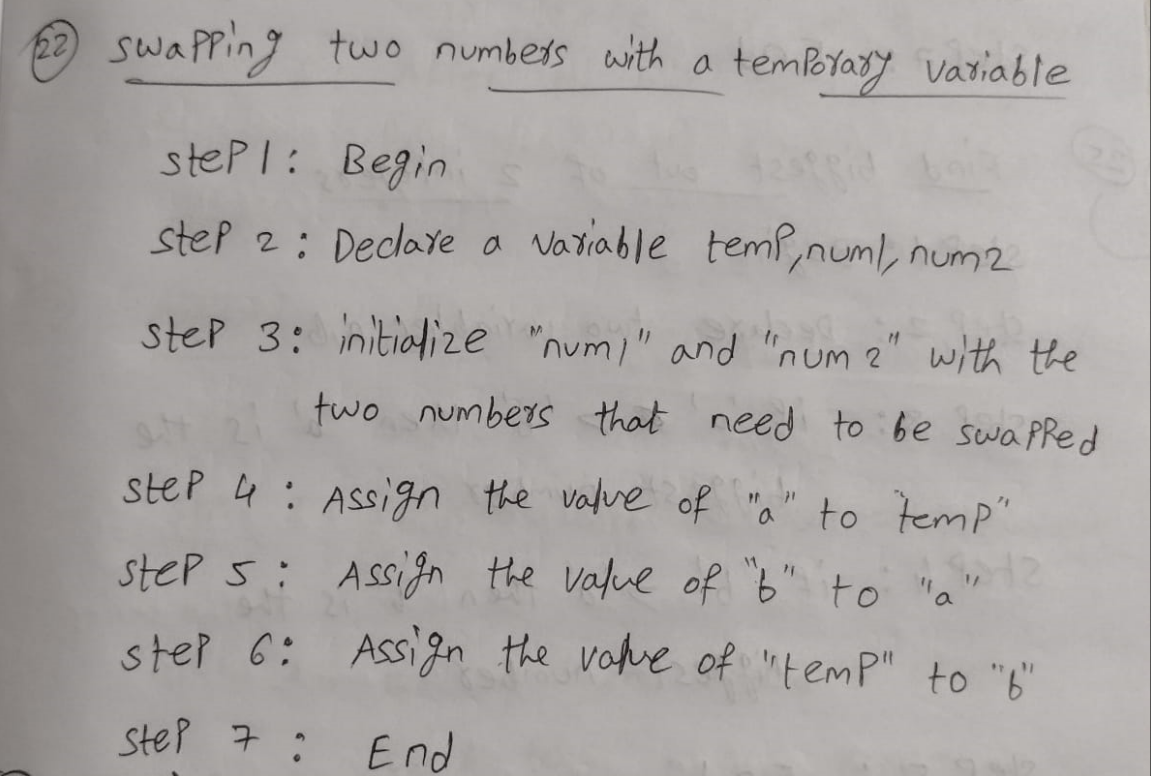 22 swapping two numbers with a temporary variable
step 1: Begin
step 2: Declare a variable temp, num1, num2
step 3: initialize "num1" and "num2" with the
two numbers that need to be swapped
step 4: Assign the value of "a" to "temp"
step 5: Assign the value of "b" to "a"
step 6: Assign the value of "temp" to "b"
step 7: End